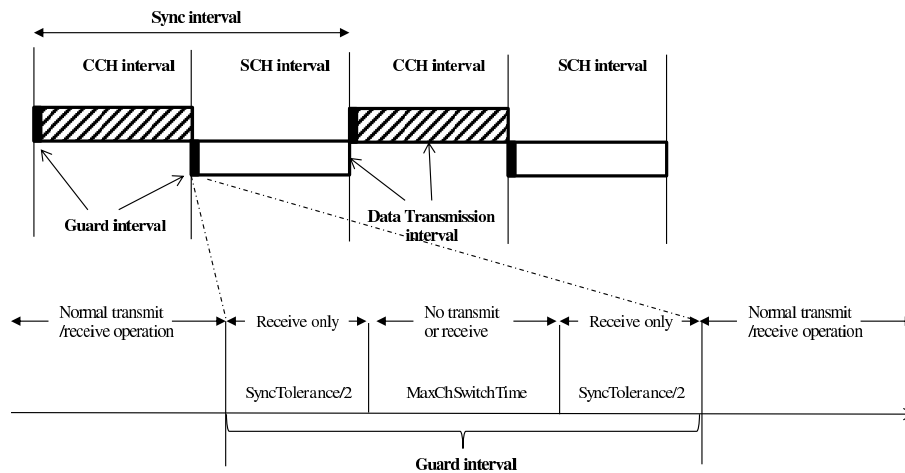 Sync interval
CCH interval
SCH interval
CCH interval
SCH interval
Guard interval
Data Transmission
interval
Normal transmit
/receive operation
Receive only
No transmit
or receive
Receive only
Normal transmit
/receive operation
SyncTolerance/2
MaxChSwitchTime
SyncTolerance/2
Guard interval